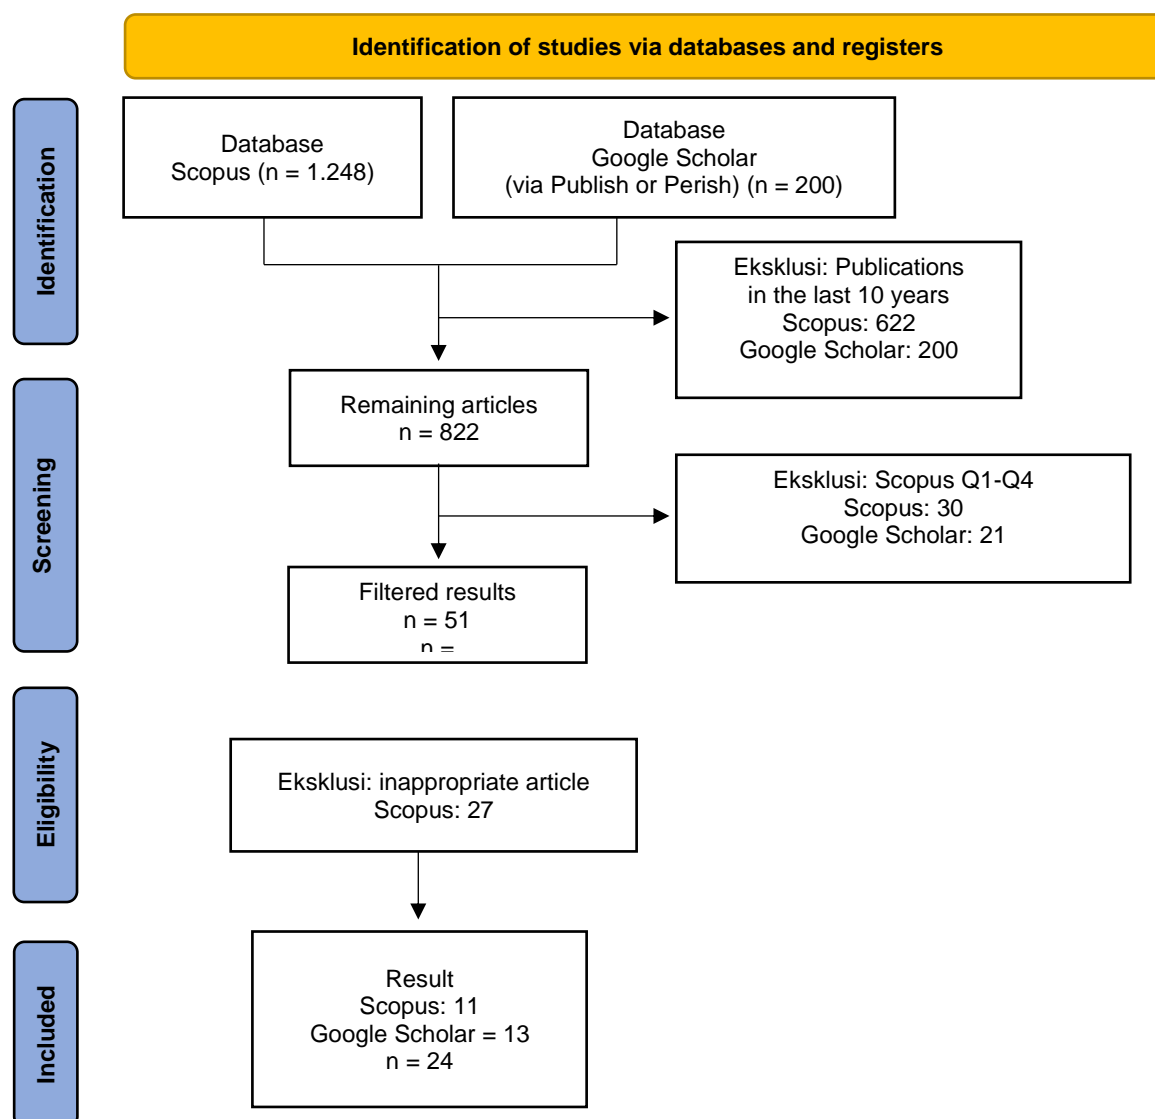 Identification of studies via databases and registers
Identification
Database
Scopus (n = 1.248)
Database
Google Scholar
(via Publish or Perish) (n = 200)
Eksklusi: Publications
in the last 10 years
Scopus: 622
Google Scholar: 200
Screening
Remaining articles
n = 822
Eksklusi: Scopus Q1-Q4
Scopus: 30
Google Scholar: 21
Filtered results
n = 51
n =
Eligibility
Eksklusi: inappropriate article
Scopus: 27
Included
Result
Scopus: 11
Google Scholar = 13
n = 24